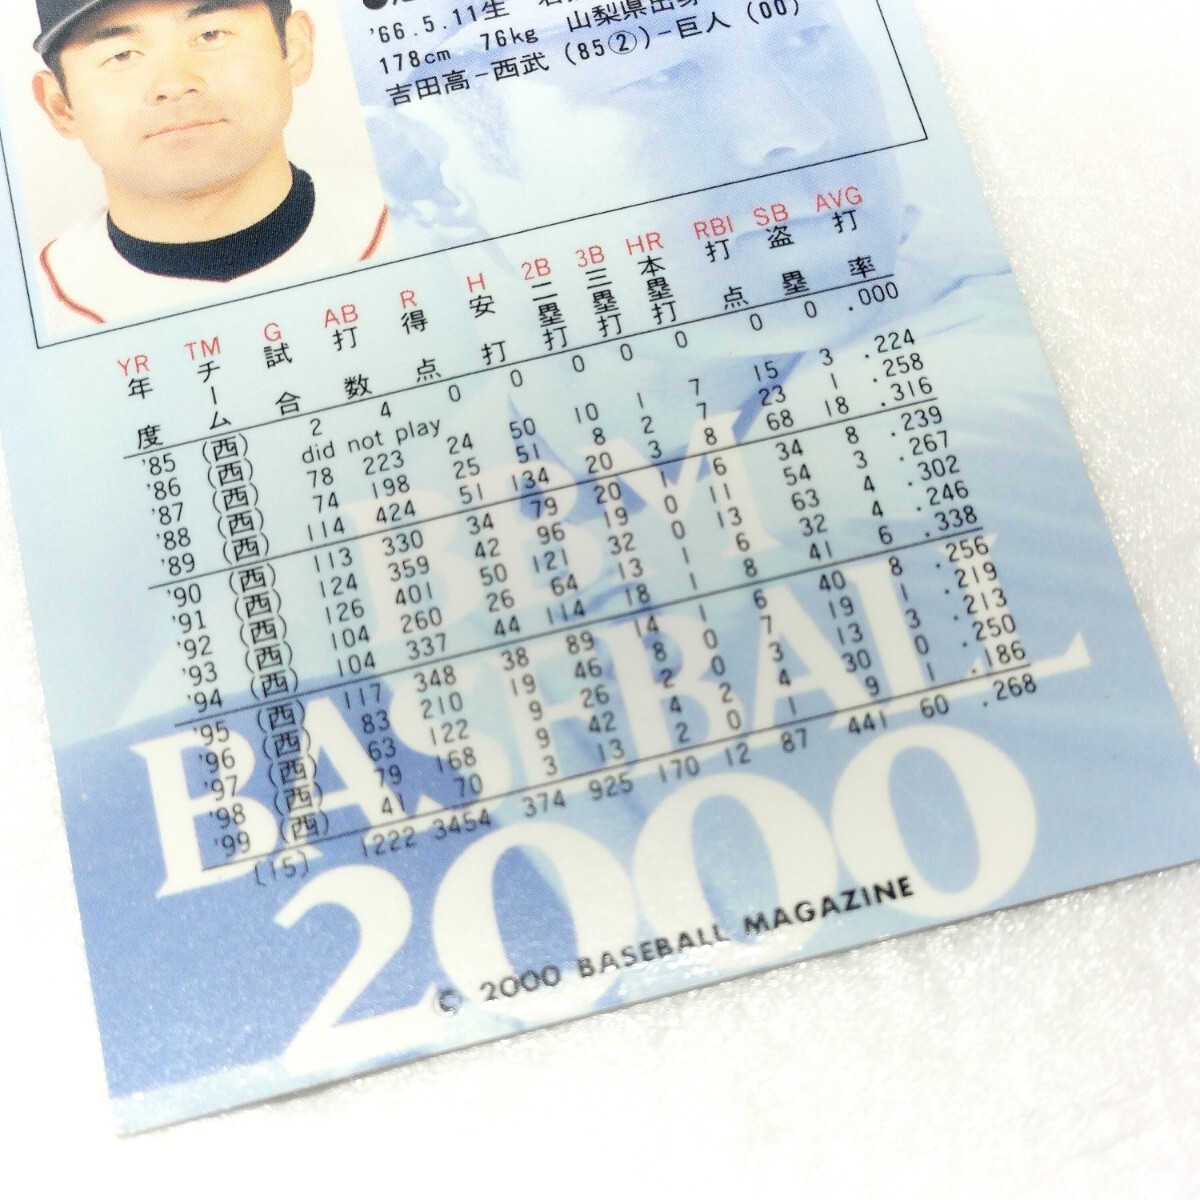 '66.5.11生
178cm 76kg 山梨県出身
吉田高-西武 (85②)-巨人 (00)
YR TM G AB R H 2B 3B HR RBI SB AVG
年度 チーム 試合 打数 得点 安打 二塁打 三塁打 本塁打 打点 盗塁 打率
'85 (西) 2 4 0 0 0 0 0 0 0 .000
'86 (西) did not play
'87 (西) 78 223 24 50 10 1 7 15 3 .224
'88 (西) 74 198 25 51 8 2 7 23 1 .258
'89 (西) 114 424 51 134 20 3 8 68 18 .316
'90 (西) 113 330 34 79 20 1 6 34 8 .239
'91 (西) 124 359 42 96 19 0 11 54 3 .267
'92 (西) 126 401 50 121 32 0 13 63 4 .302
'93 (西) 104 260 26 64 13 1 6 32 4 .246
'94 (西) 104 337 44 114 18 1 8 41 6 .338
'95 (西) 117 348 38 89 14 1 6 40 8 .256
'96 (西) 83 210 19 46 8 0 7 19 1 .219
'97 (西) 63 122 9 26 2 0 3 13 3 .213
'98 (西) 79 168 9 42 4 2 4 30 0 .250
'99 (西) 41 70 3 13 2 0 1 9 1 .186
[15] 1222 3454 374 925 170 12 87 441 60 .268
BBM
BASEBALL
2000
© 2000 BASEBALL MAGAZINE